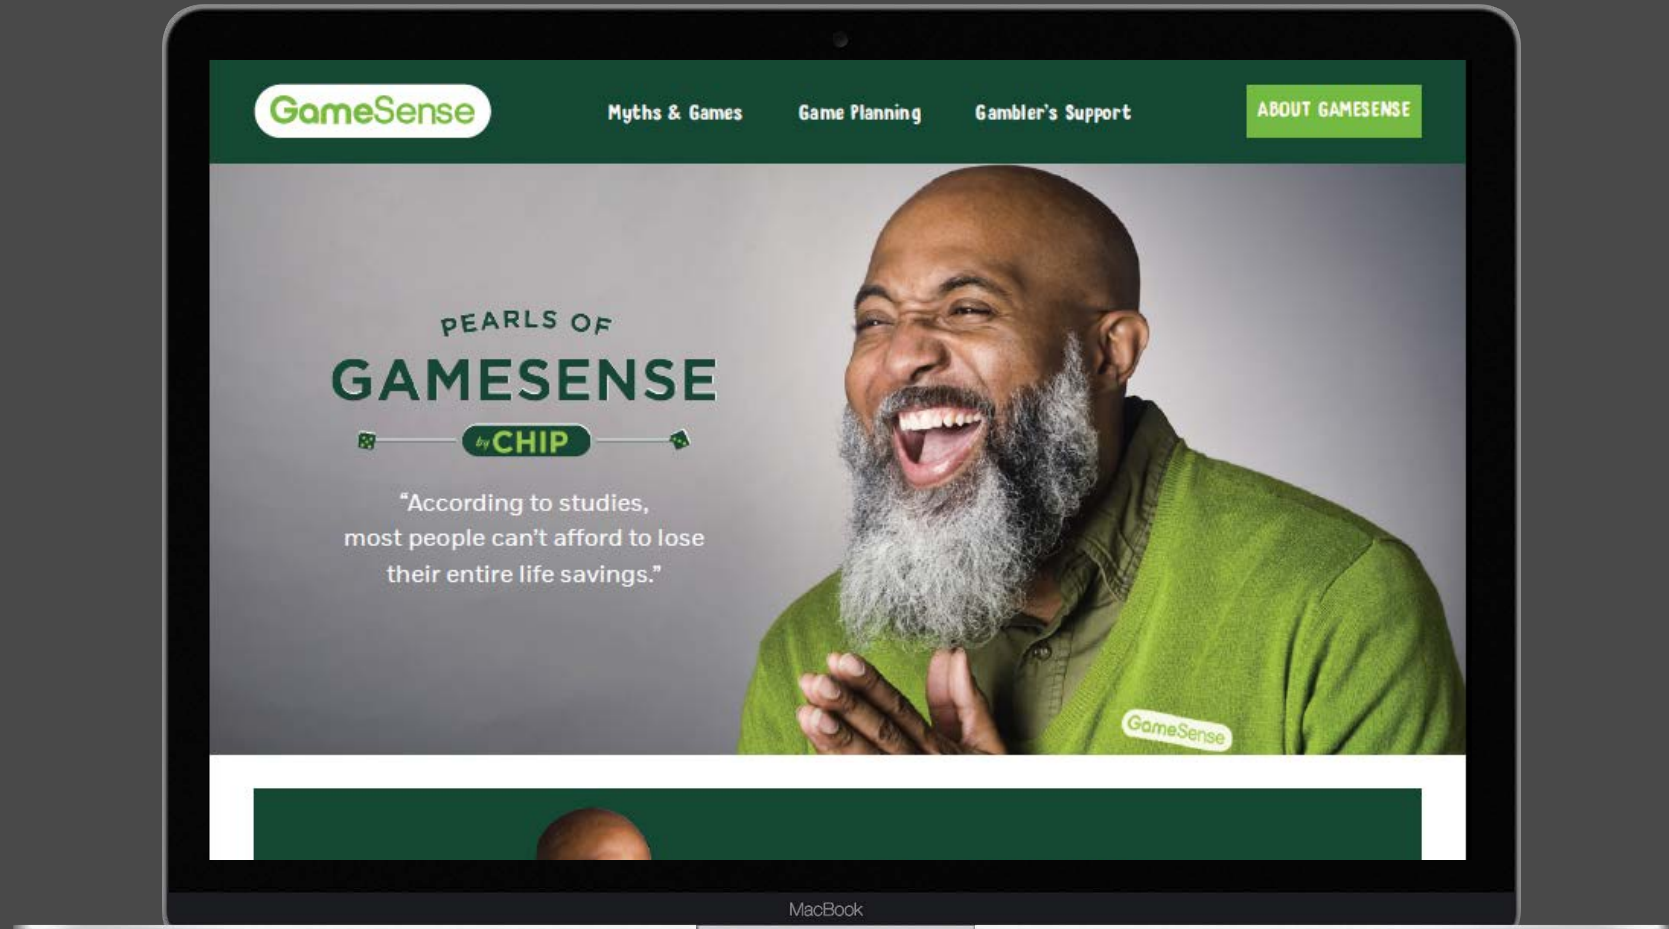 GameSense
Myths & Games
Game Planning
Gambler's Support
ABOUT GAMESENSE
PEARLS OF
GAMESENSE
by CHIP
“According to studies,
most people can't afford to lose
their entire life savings.”
GameSense
MacBook